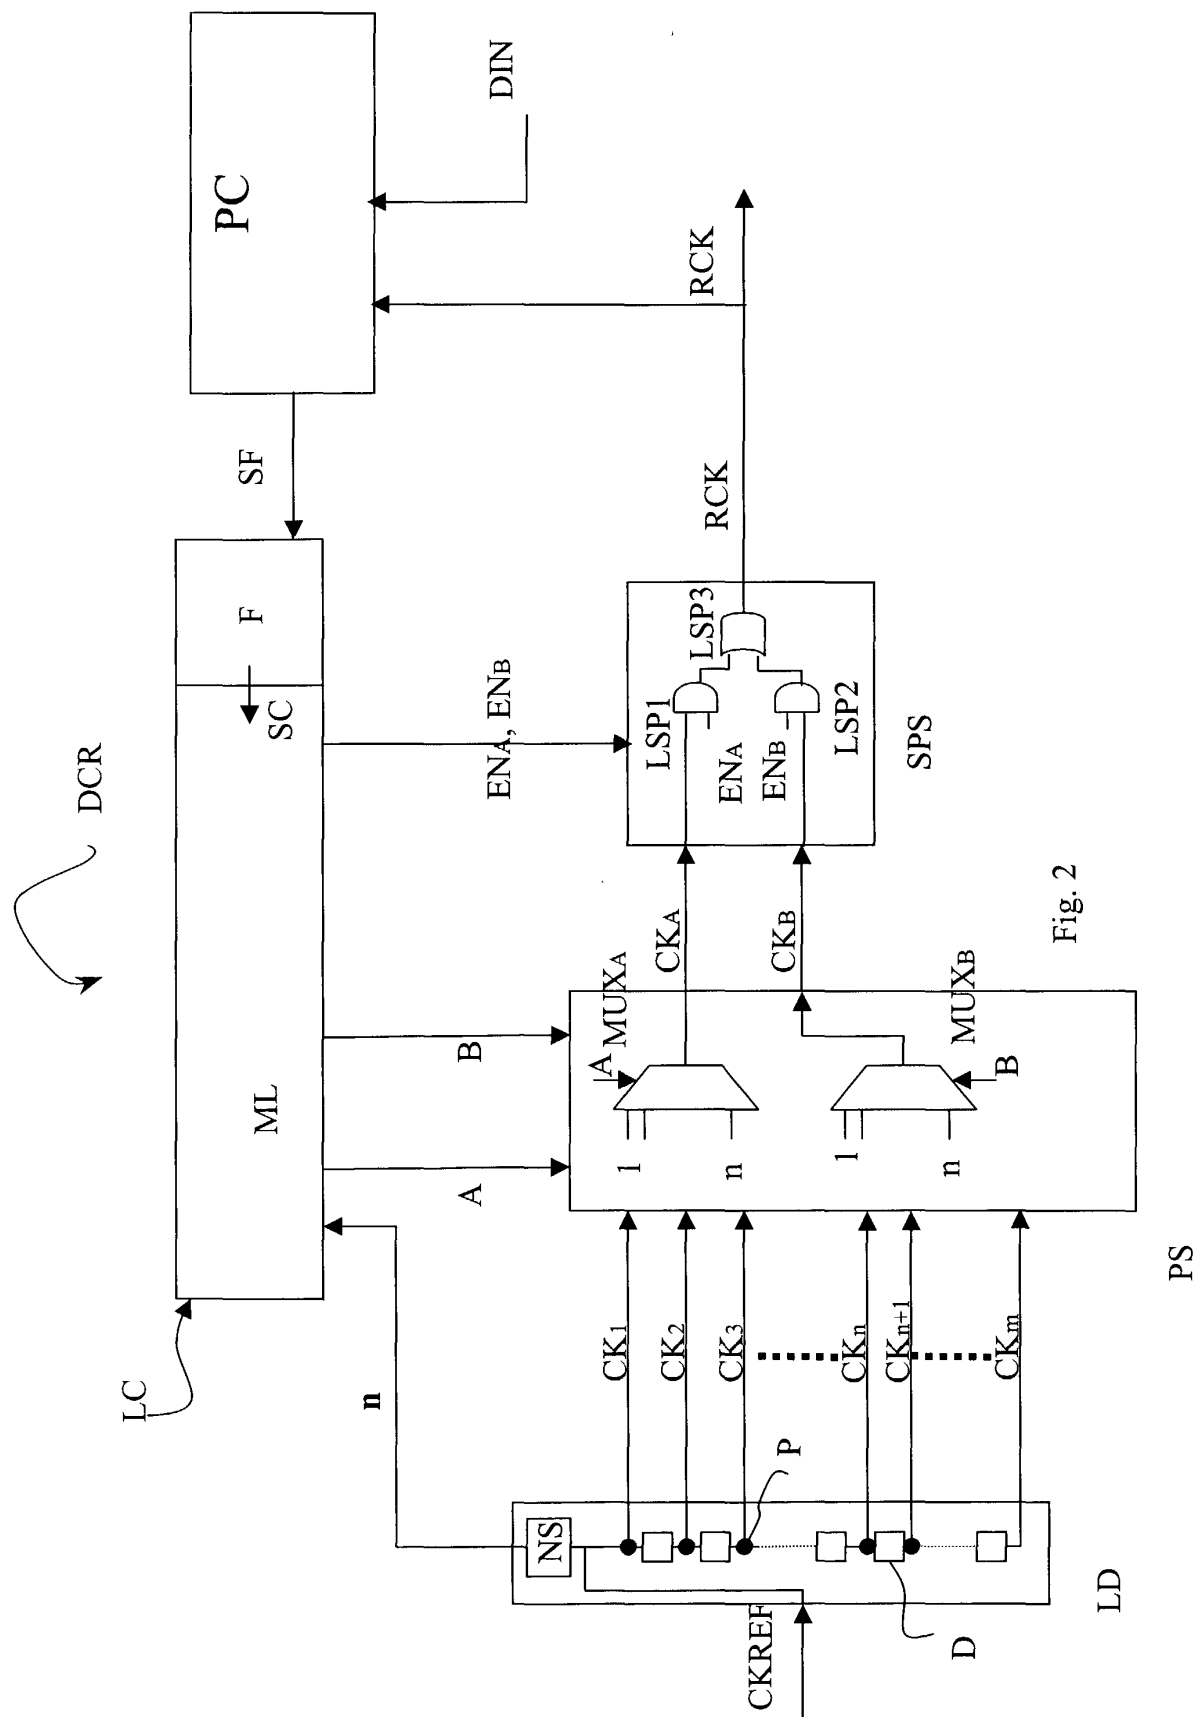 DCR
LC
ML
F
SC
SF
PC
DIN
n
A
B
ENA, ENB
RCK
RCK
CKREF
NS
P
D
LD
CK1
CK2
CK3
CKn
CKn+1
CKm
1
n
A
MUXA
1
n
B
MUXB
PS
CKA
CKB
LSP1
ENA
ENB
LSP2
LSP3
SPS
Fig. 2